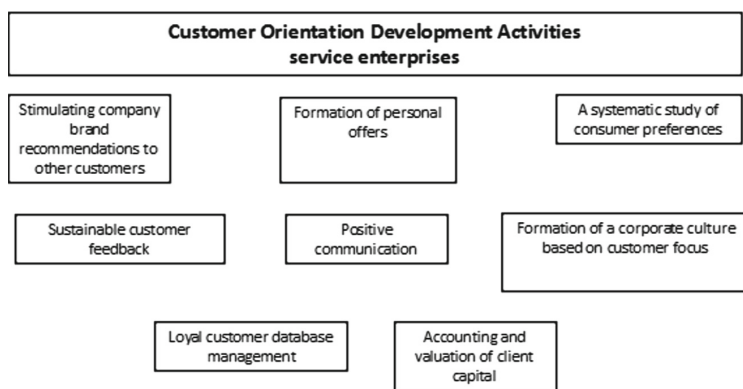 Customer Orientation Development Activities
service enterprises
Stimulating company
brand
recommendations to
other customers
Formation of personal
offers
A systematic study of
consumer preferences
Sustainable customer
feedback
Positive
communication
Formation of a corporate culture
based on customer focus
Loyal customer database
management
Accounting and
valuation of client
capital